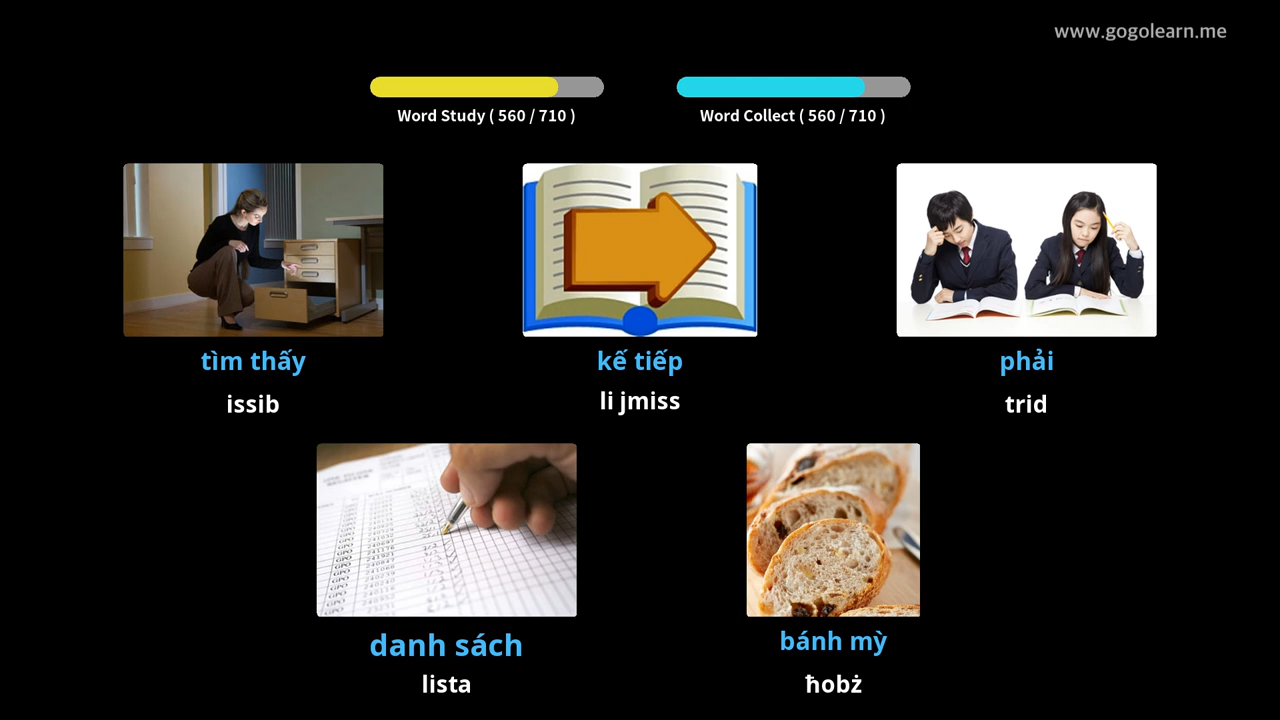 www.gogolearn.me
Word Study ( 560 / 710 )
Word Collect ( 560 / 710 )
tìm thấy
issib
kế tiếp
li jmiss
phải
trid
danh sách
lista
bánh mỳ
ħobż